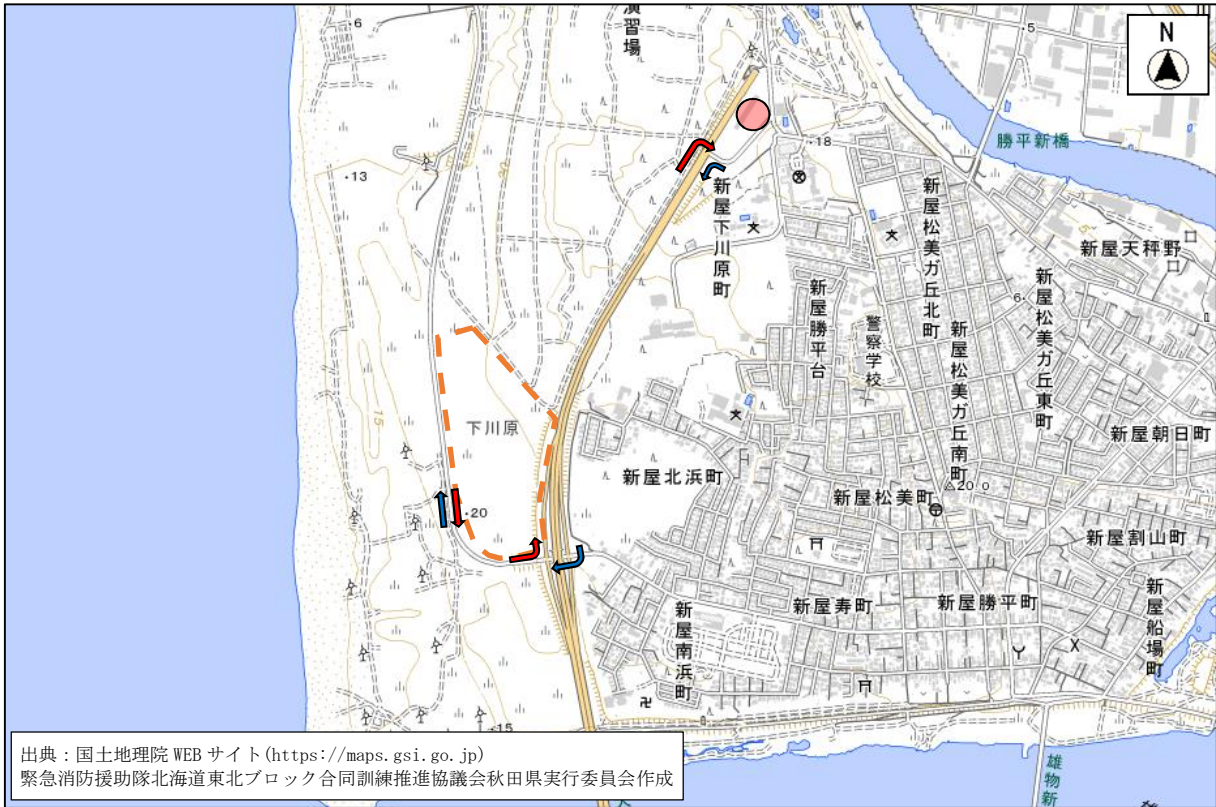 演習場
N
・6
・5
・18
勝平新橋
・13
新屋下川原町
新屋松美ガ丘北町
新屋天秤野
新屋松美ガ丘東町
6
新屋勝平台
警察学校
新屋松美ガ丘南町
15
下川原
新屋朝日町
新屋北浜町
新屋松美町
20.0
・20
新屋割山町
新屋寿町
新屋勝平町
新屋船場町
新屋南浜町
・15
出典：国土地理院 WEB サイト(https://maps.gsi.go.jp)
緊急消防援助隊北海道東北ブロック合同訓練推進協議会秋田県実行委員会作成
雄物新